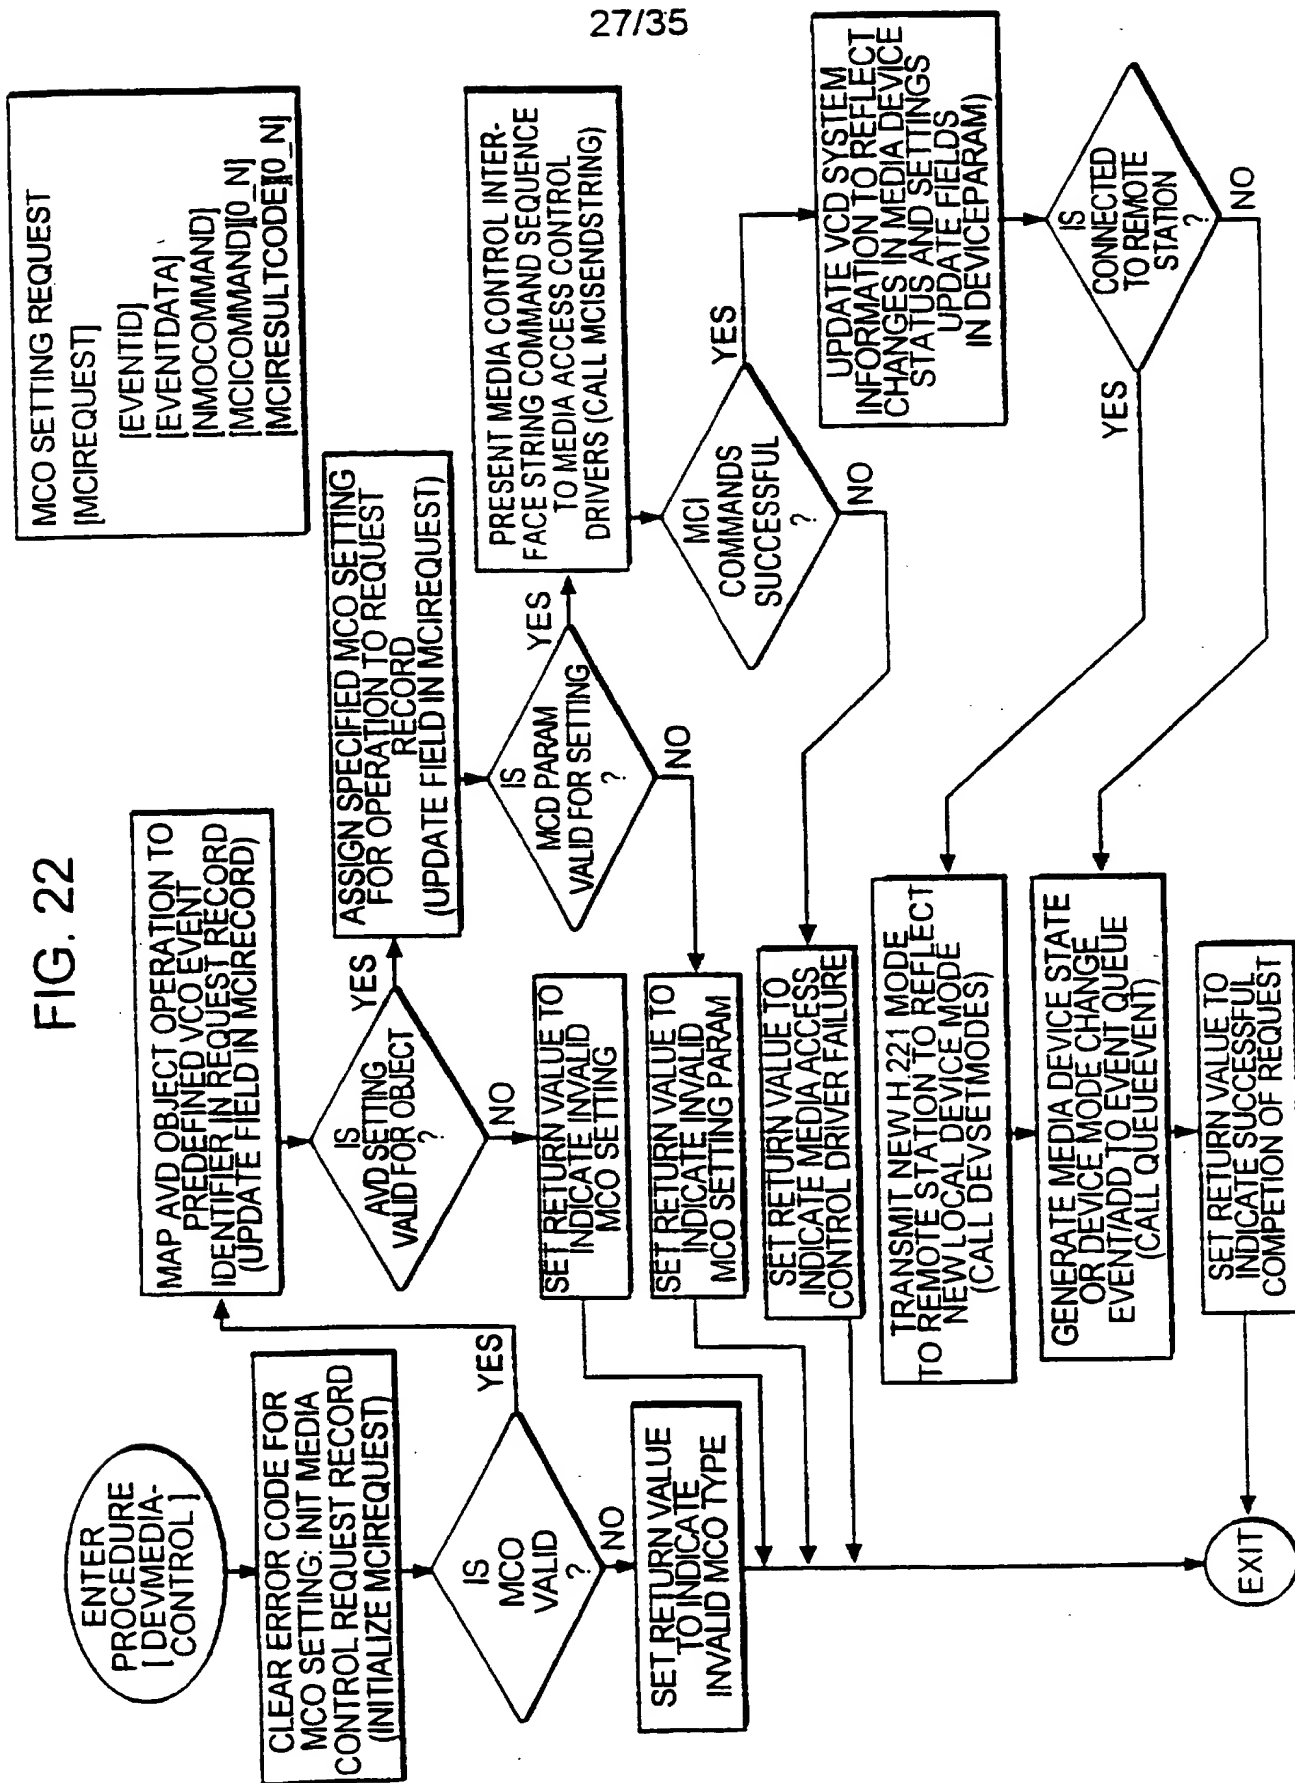 27/35
FIG. 22
ENTER
PROCEDURE
[ DEVMEDIA-
CONTROL ]
CLEAR ERROR CODE FOR
MCO SETTING: INIT MEDIA
CONTROL REQUEST RECORD
(INITIALIZE MCIREQUEST)
IS
MCO
VALID
?
YES
NO
SET RETURN VALUE
TO INDICATE
INVALID MCO TYPE
MAP AVD OBJECT OPERATION TO
PREDEFINED VCO EVENT
IDENTIFIER IN REQUEST RECORD
(UPDATE FIELD IN MCIRECORD)
IS
AVD SETTING
VALID FOR OBJECT
?
YES
NO
SET RETURN VALUE TO
INDICATE INVALID
MCO SETTING
ASSIGN SPECIFIED MCO SETTING
FOR OPERATION TO REQUEST
RECORD
(UPDATE FIELD IN MCIREQUEST)
IS
MCD PARAM
VALID FOR SETTING
?
YES
NO
SET RETURN VALUE TO
INDICATE INVALID
MCO SETTING PARAM
PRESENT MEDIA CONTROL INTER-
FACE STRING COMMAND SEQUENCE
TO MEDIA ACCESS CONTROL
DRIVERS (CALL MCISENDSTRING)
MCI
COMMANDS
SUCCESSFUL
?
YES
NO
SET RETURN VALUE TO
INDICATE MEDIA ACCESS
CONTROL DRIVER FAILURE
UPDATE VCD SYSTEM
INFORMATION TO REFLECT
CHANGES IN MEDIA DEVICE
STATUS AND SETTINGS
UPDATE FIELDS
IN DEVICEPARAM)
IS
CONNECTED
TO REMOTE
STATION
?
YES
NO
TRANSMIT NEW H.221 MODE
TO REMOTE STATION TO REFLECT
NEW LOCAL DEVICE MODE
(CALL DEVSETMODES)
GENERATE MEDIA DEVICE STATE
OR DEVICE MODE CHANGE
EVENT/ADD TO EVENT QUEUE
(CALL QUEUEEVENT)
SET RETURN VALUE TO
INDICATE SUCCESSFUL
COMPETION OF REQUEST
EXIT
MCO SETTING REQUEST
[MCIREQUEST]
[EVENTID]
[EVENTDATA]
[NMOCOMMAND]
[MCICOMMAND][0_N]
[MCIRESULTCODE][0_N]